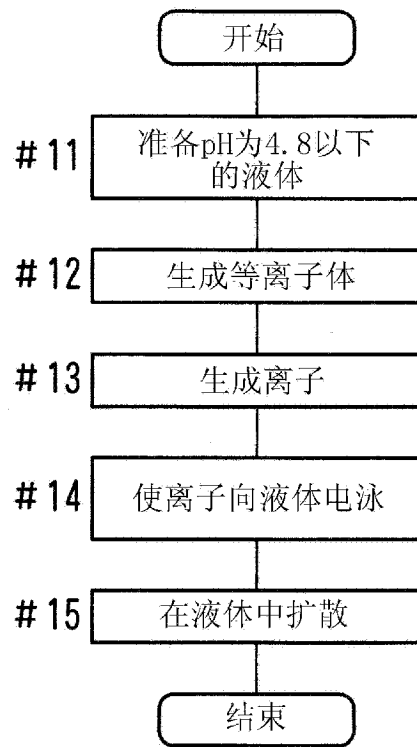 开始
#11 准备pH为4.8以下
的液体
#12 生成等离子体
#13 生成离子
#14 使离子向液体电泳
#15 在液体中扩散
结束